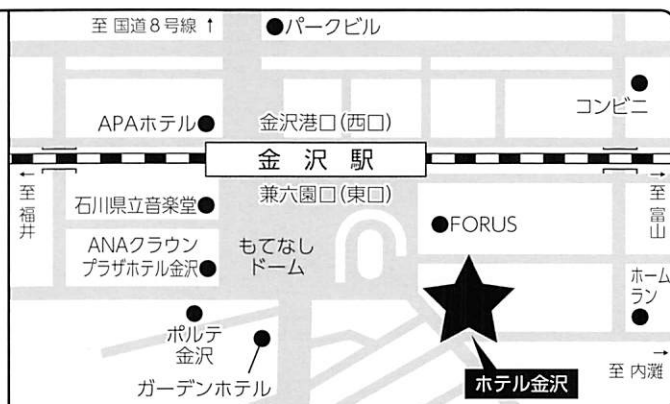 至 国道8号線 ↑
●パークビル
コンビニ
APAホテル●
金沢港口(西口)
金沢駅
兼六園口(東口)
←
至 福井
→
至 富山
石川県立音楽堂
●FORUS
ANAクラウン
プラザホテル金沢●
もてなし
ドーム
ホーム
ラン
ポルテ
金沢
ガーデンホテル
ホテル金沢
→
至 内灘